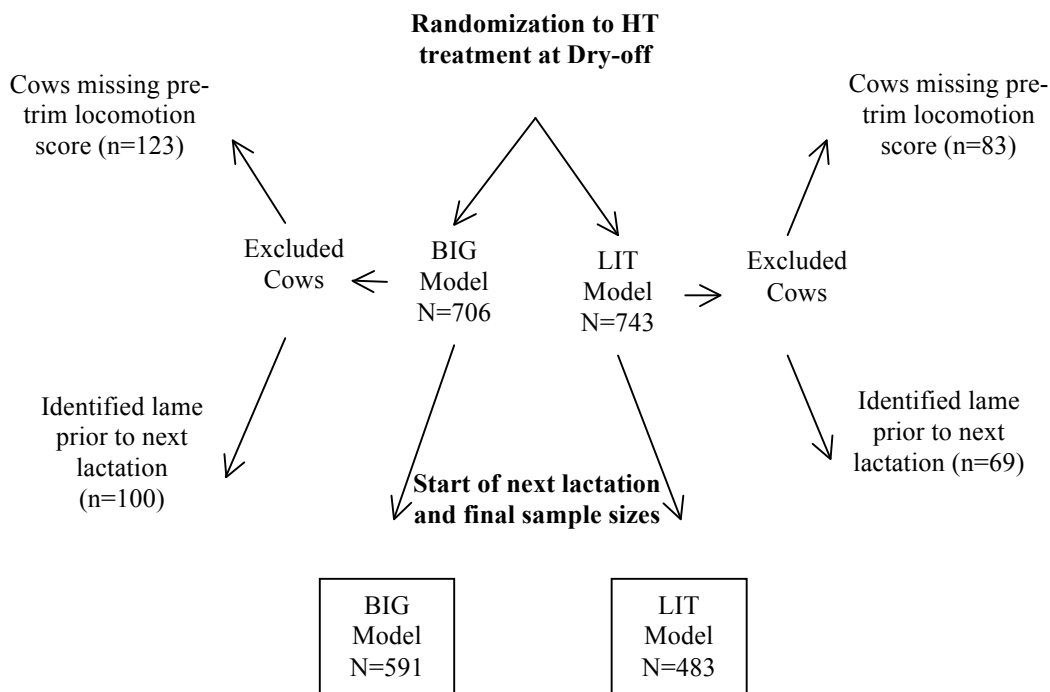 Randomization to HT
treatment at Dry-off
Cows missing pre-
trim locomotion
score (n=123)
Cows missing pre-
trim locomotion
score (n=83)
Excluded
Cows
BIG
Model
N=706
LIT
Model
N=743
Excluded
Cows
Identified lame
prior to next
lactation
(n=100)
Identified lame
prior to next
lactation (n=69)
Start of next lactation
and final sample sizes
BIG
Model
N=591
LIT
Model
N=483